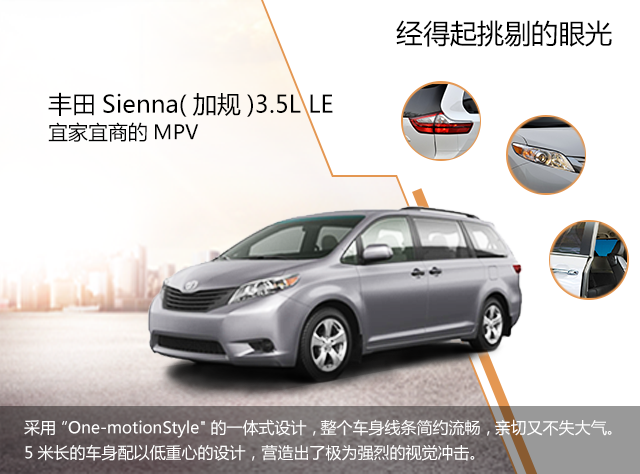 经得起挑剔的眼光
丰田 Sienna( 加规 )3.5L LE
宜家宜商的 MPV
采用 “One-motionStyle" 的一体式设计，整个车身线条简约流畅，亲切又不失大气。
5 米长的车身配以低重心的设计，营造出了极为强烈的视觉冲击。